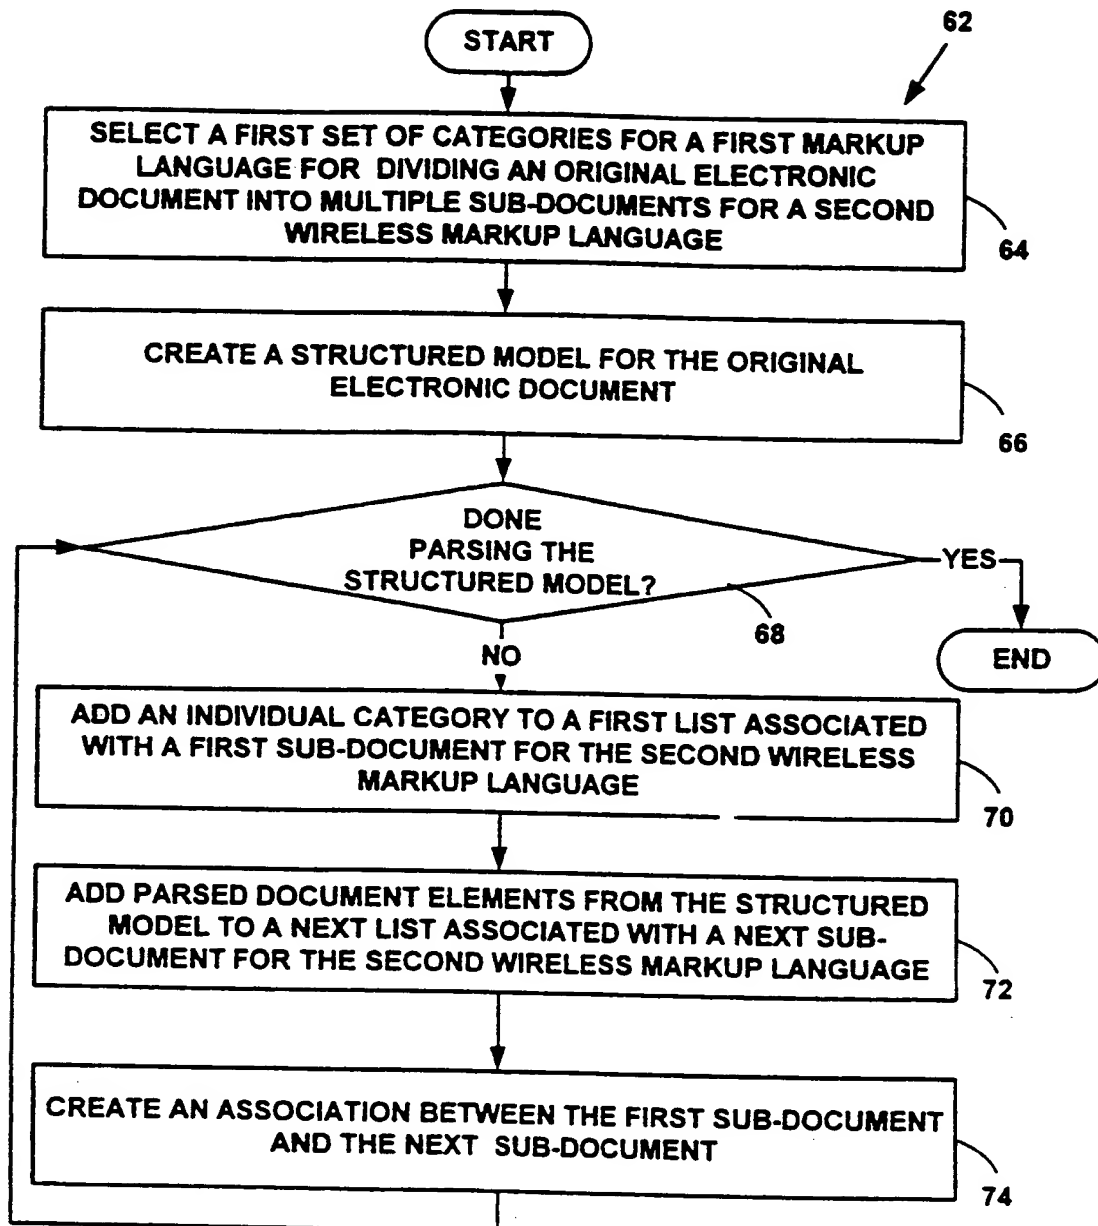 START
62
SELECT A FIRST SET OF CATEGORIES FOR A FIRST MARKUP
LANGUAGE FOR DIVIDING AN ORIGINAL ELECTRONIC
DOCUMENT INTO MULTIPLE SUB-DOCUMENTS FOR A SECOND
WIRELESS MARKUP LANGUAGE
64
CREATE A STRUCTURED MODEL FOR THE ORIGINAL
ELECTRONIC DOCUMENT
66
DONE
PARSING THE
STRUCTURED MODEL?
YES
68
NO
END
ADD AN INDIVIDUAL CATEGORY TO A FIRST LIST ASSOCIATED
WITH A FIRST SUB-DOCUMENT FOR THE SECOND WIRELESS
MARKUP LANGUAGE
70
ADD PARSED DOCUMENT ELEMENTS FROM THE STRUCTURED
MODEL TO A NEXT LIST ASSOCIATED WITH A NEXT SUB-
DOCUMENT FOR THE SECOND WIRELESS MARKUP LANGUAGE
72
CREATE AN ASSOCIATION BETWEEN THE FIRST SUB-DOCUMENT
AND THE NEXT SUB-DOCUMENT
74